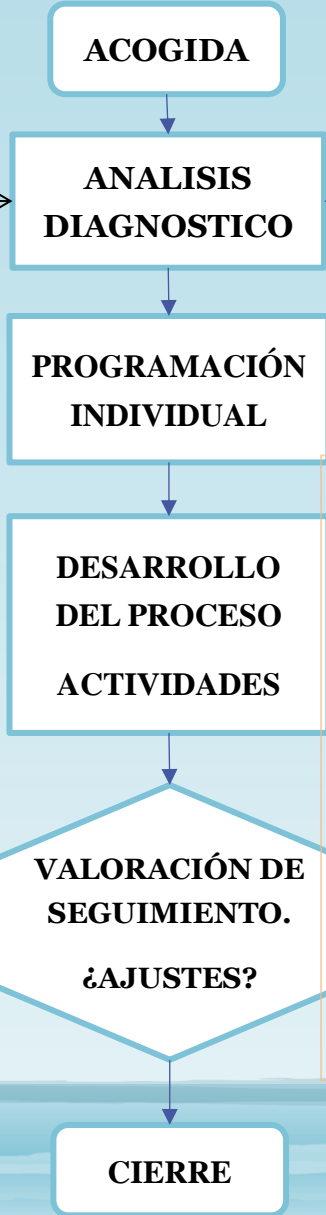 ACOGIDA
ANALISIS
DIAGNOSTICO
PROGRAMACIÓN
INDIVIDUAL
DESARROLLO
DEL PROCESO
ACTIVIDADES
VALORACIÓN DE
SEGUIMIENTO.
¿AJUSTES?
CIERRE